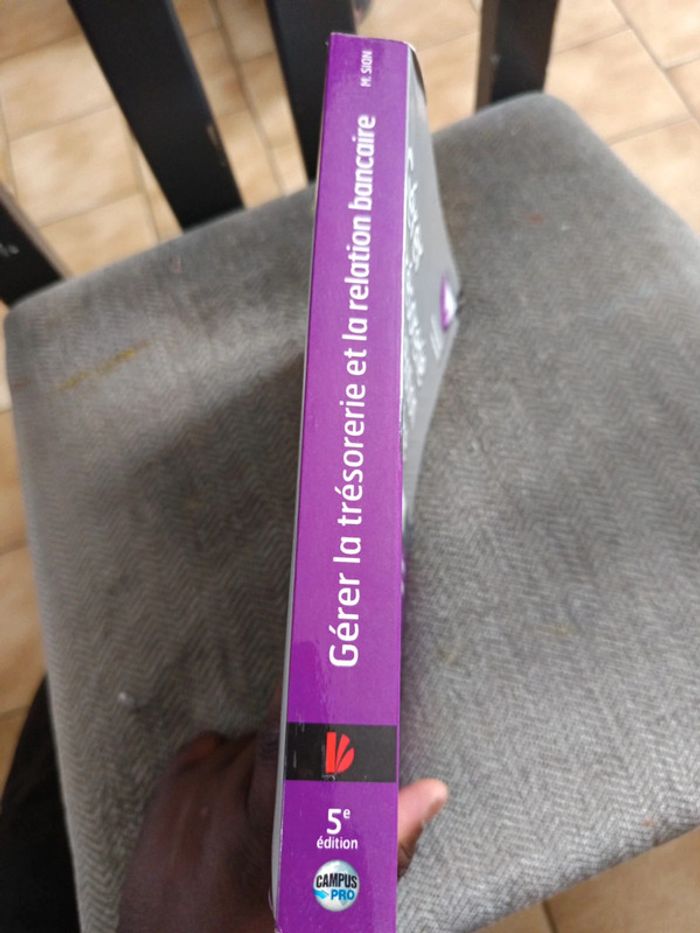 M. SION
Gérer la trésorerie et la relation bancaire
5e
édition
CAMPUS
PRO